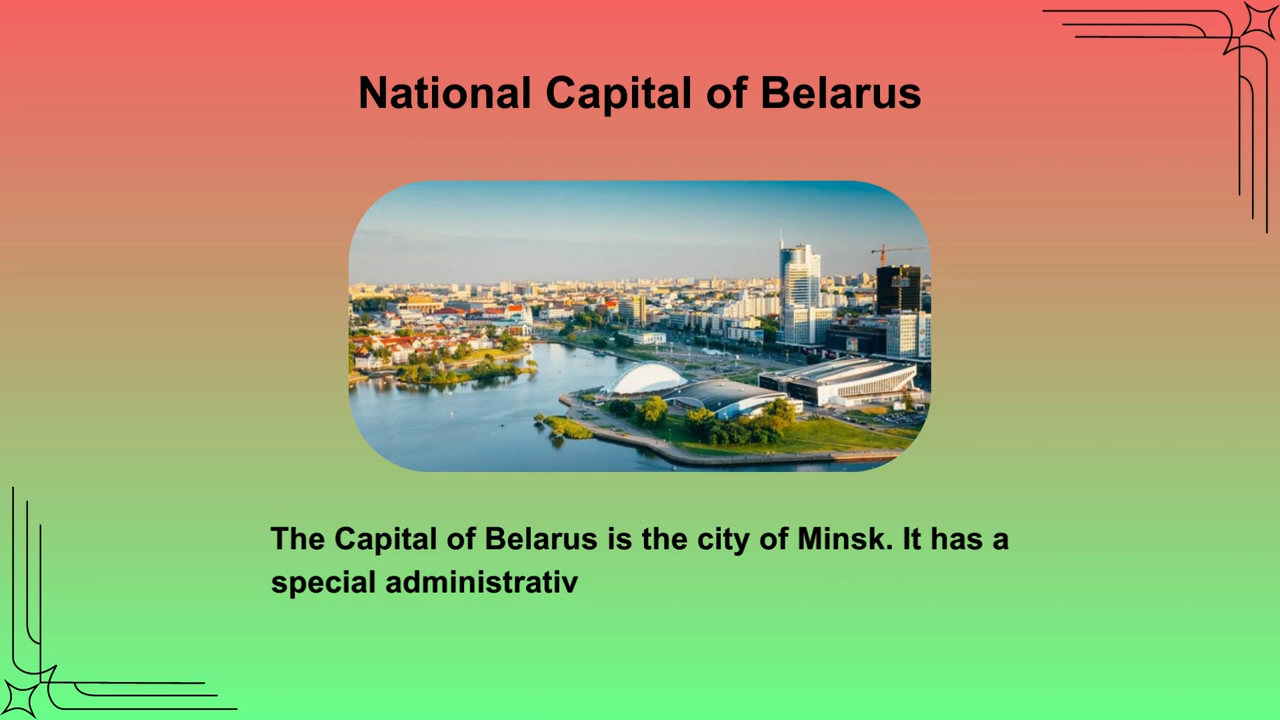 National Capital of Belarus
The Capital of Belarus is the city of Minsk. It has a
special administrativ